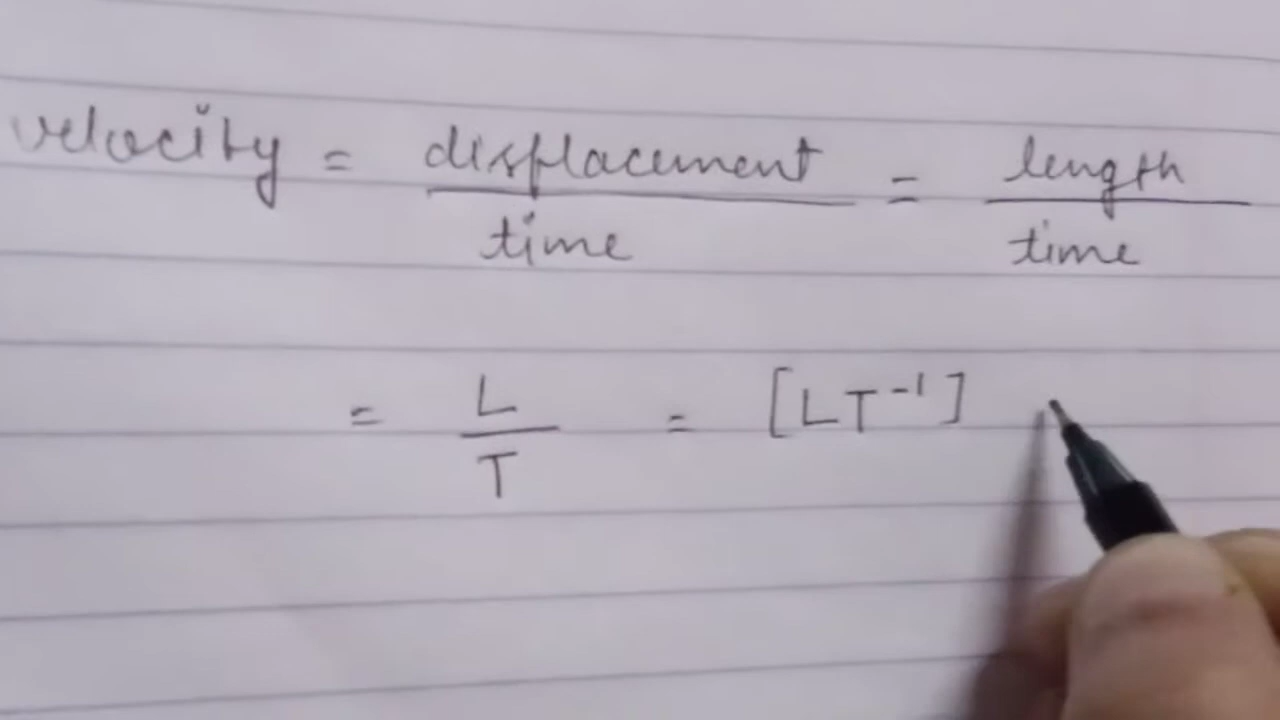 velocity = displacement / time = length / time
= L / T = [LT⁻¹]